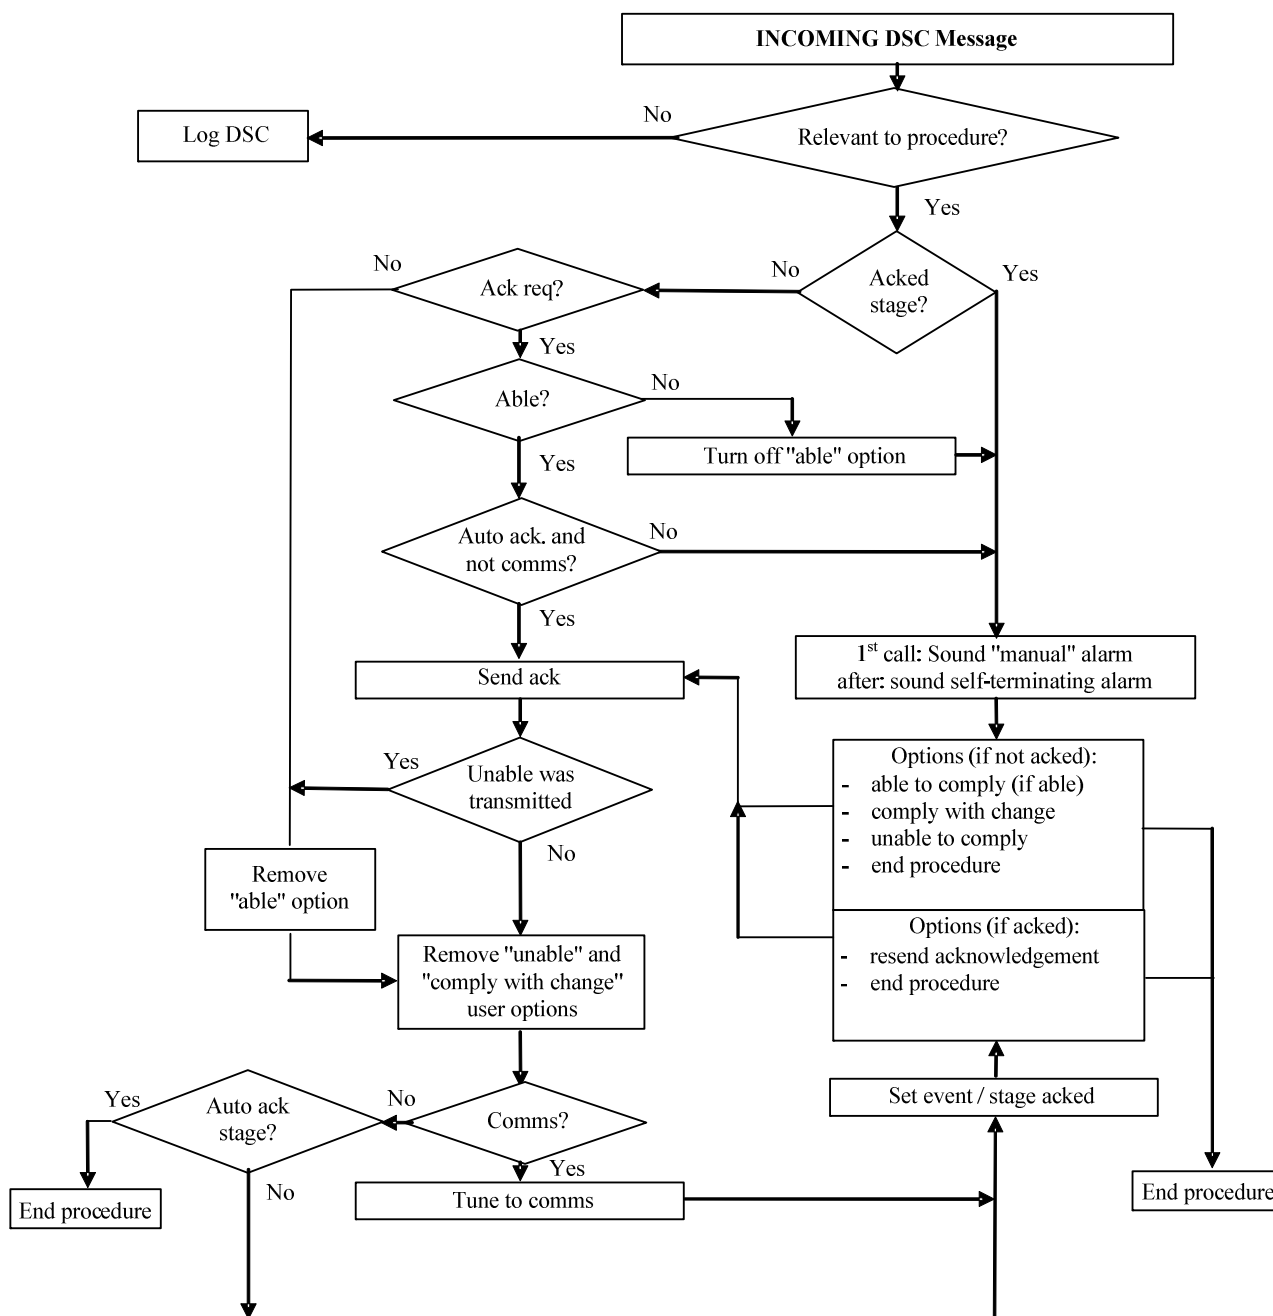 INCOMING DSC Message
No
Log DSC
Relevant to procedure?
Yes
No
No
Yes
Ack req?
Acked
stage?
Yes
No
Able?
Turn off "able" option
Yes
Auto ack. and
not comms?
No
Yes
1st call: Sound "manual" alarm
after: sound self-terminating alarm
Send ack
Options (if not acked):
- able to comply (if able)
- comply with change
- unable to comply
- end procedure
Yes
Unable was
transmitted
No
Remove
"able" option
Options (if acked):
- resend acknowledgement
- end procedure
Remove "unable" and
"comply with change"
user options
Set event / stage acked
Yes
Auto ack
stage?
No
Comms?
Yes
No
Tune to comms
End procedure
End procedure